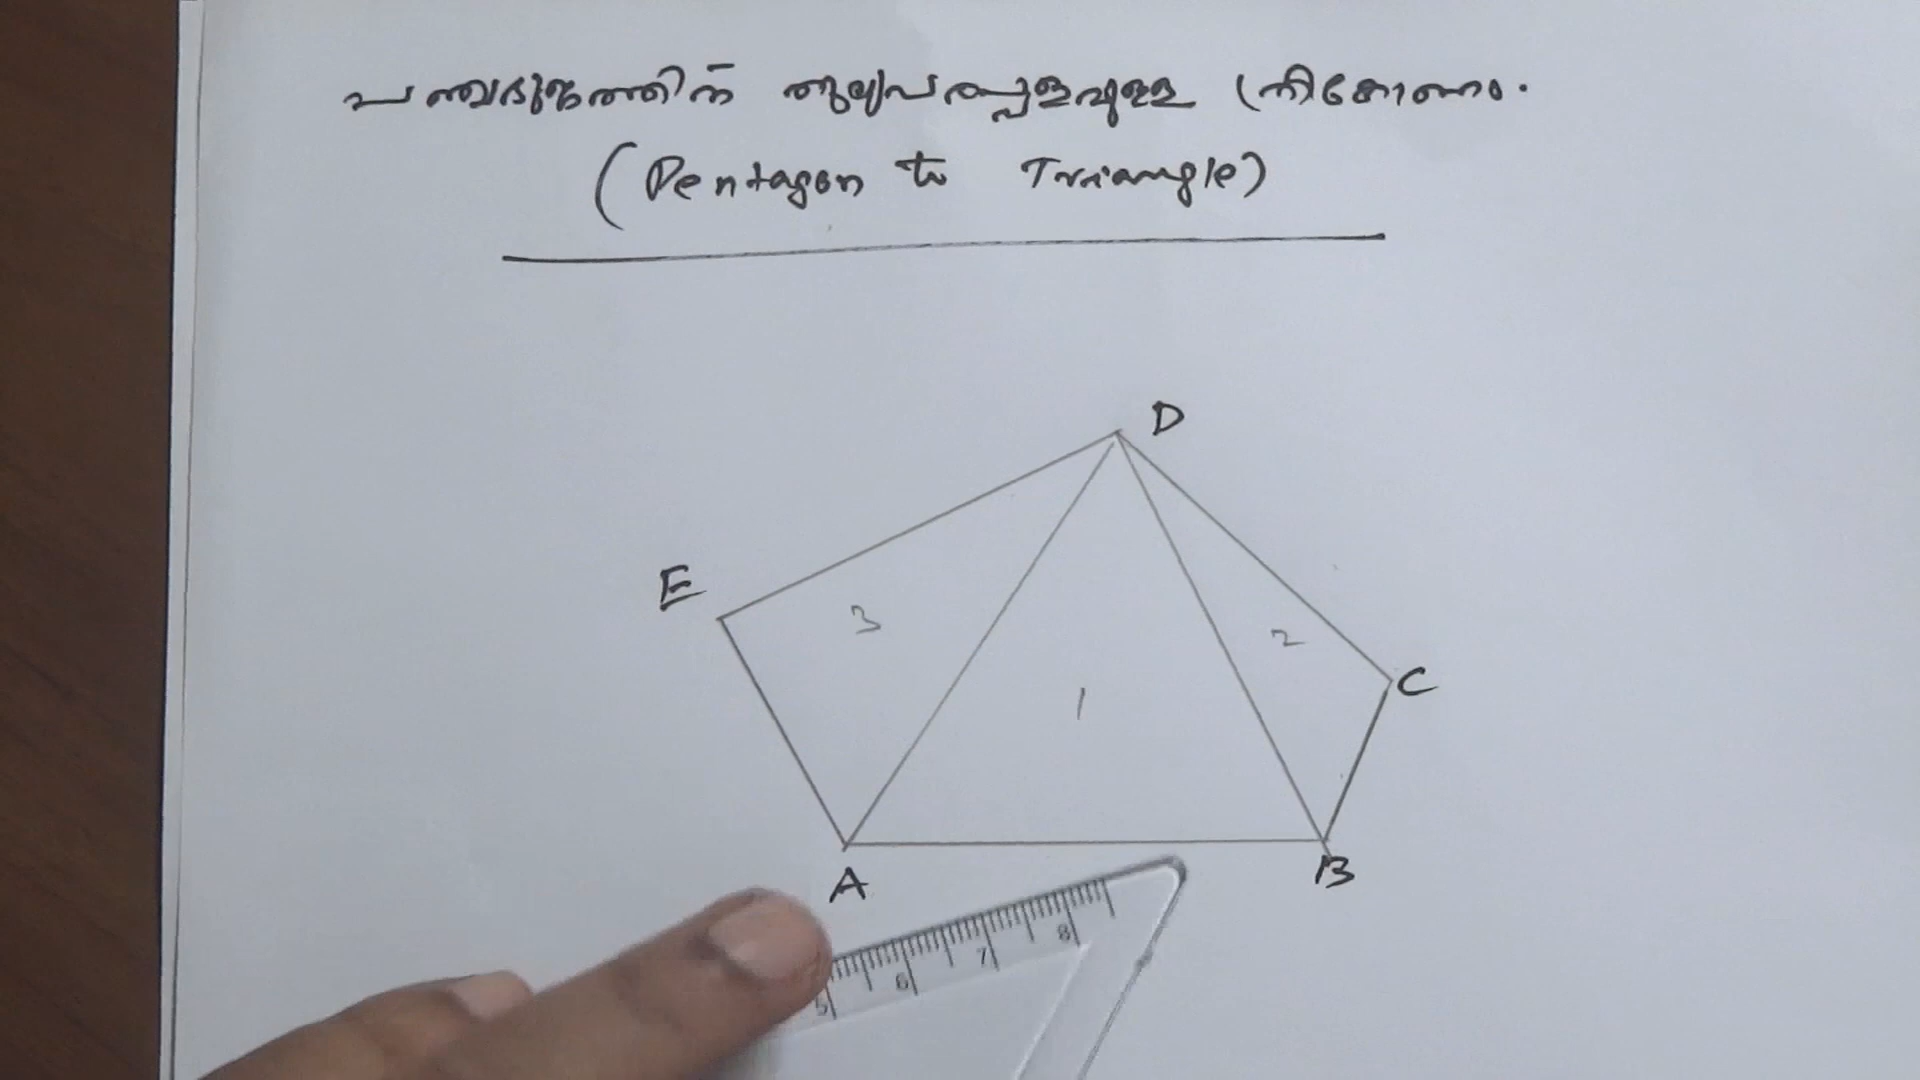 പഞ്ചഭുജത്തിന് തുല്യപരപ്പളവുള്ള ത്രികോണം.
(Pentagon to Triangle)
D
E
3
2
1
C
A
B
5 6 7 8